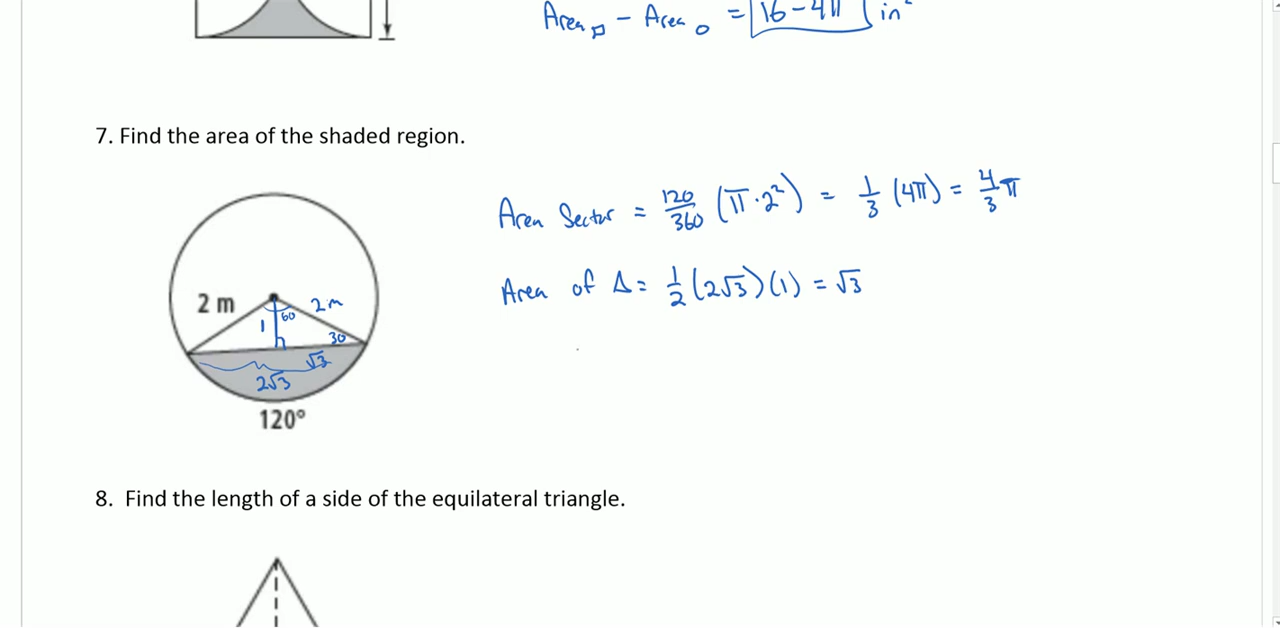 Area▱ - Area○ = 16 - 4π in²
7. Find the area of the shaded region.
Area Sector = 120/360 (π·2²) = 1/3 (4π) = 4/3 π
Area of Δ = 1/2 (2√3)(1) = √3
2 m
2m
1
60
30
√3
2√3
120°
8. Find the length of a side of the equilateral triangle.